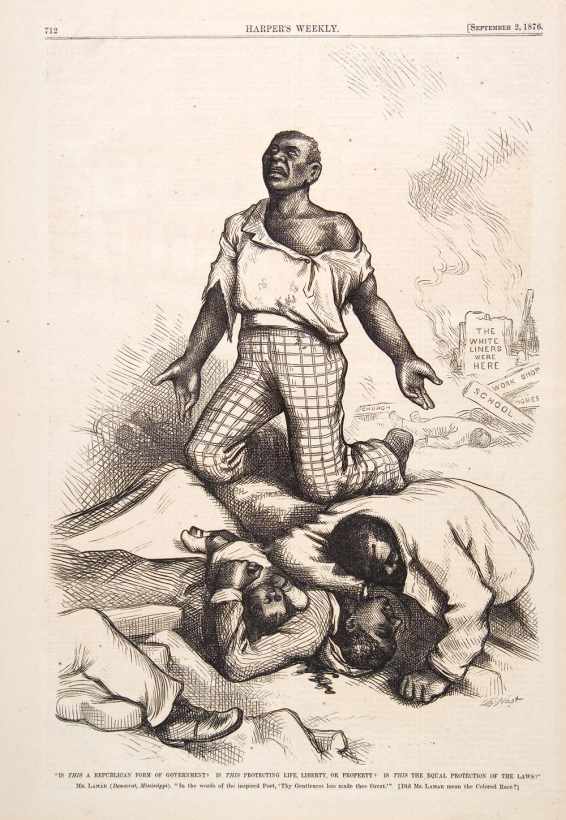 712
HARPER'S WEEKLY.
[September 2, 1876.
THE
WHITE
LINERS
WERE
HERE
WORK SHOP
SCHOOL
HOMES
CHURCH
Th: Nast
"IS THIS A REPUBLICAN FORM OF GOVERNMENT? IS THIS PROTECTING LIFE, LIBERTY, OR PROPERTY? IS THIS THE EQUAL PROTECTION OF THE LAWS?"
Mr. Lamar (Democrat, Mississippi). "In the words of the inspired Poet, 'Thy Gentleness has made thee Great.'" [Did Mr. Lamar mean the Colored Race?]